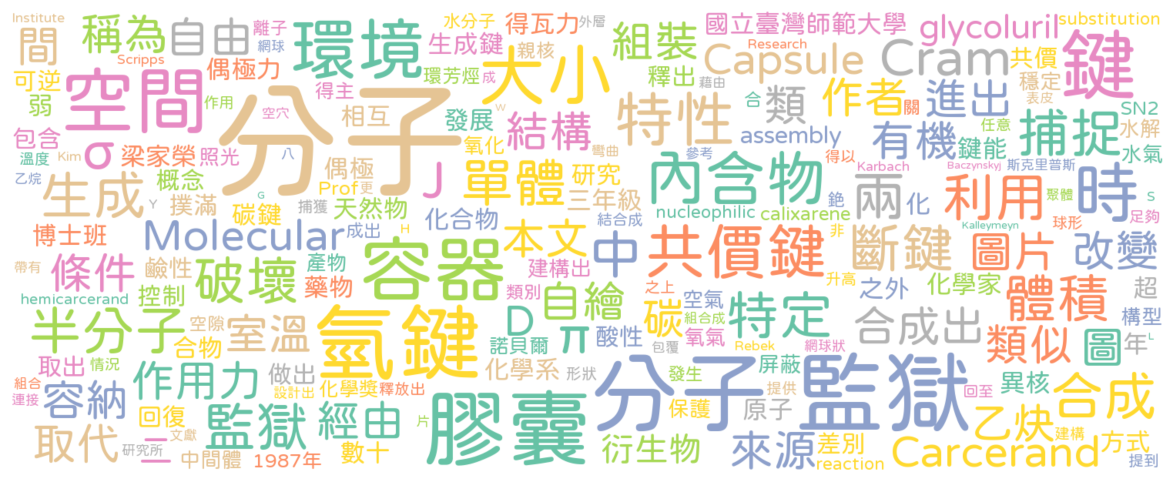 Institute
稱為
自由
環境
離子
水分子
得瓦力
外層
組裝
國立臺灣師範大學
glycoluril
substitution
間
Scripps
網球
生成鍵
親核
大小
Research
Capsule
Cram
共價
鍵
可逆
偶極力
環芳烴
成
釋出
穩定
弱
空間
作用
得主
分子
藉由
特性
合
類
作者
進出
表皮
SN2
空穴
相互
發展
結構
關
任意
捕捉
水解
包含
σ
氧化
彎曲
assembly
有機
鍵能
水氣
溫度
Kim
梁家榮
照光
八
偶極
J
單體
研究
參考
得以
Karbach
Baczynskyj
斯克里普斯
乙烷
概念
Prof
更
三年級
內含物
兩
利用
時
聚體
S
生成
Y
撲滿
G
碳鍵
捕獲
天然物
nucleophilic
calixarene
銫
化
球形
足夠
博士班
Molecular
成出
H
化合物
結合成
本文
中
共價鍵
非
斷鍵
Kalleymeyn
圖片
改變
帶有
條件
鹼性
破壞
產物
容器
建構出
之上
升高
之外
化學家
超
hemicarcerand
控制
藥物
類別
自繪
空氣
特定
體積
構型
半分子
空隙
室溫
氫鍵
D
π
碳
組合成
合成出
年
L
合物
諾貝爾
酸性
氧氣
Rebek
網球狀
類似
圖
取出
情況
做出
化學系
形狀
包覆
發生
屏蔽
組合
連接
容納
作用力
設計出
化學獎
釋放出
膠囊
分子
提供
監獄
回至
異核
合成
回復
監獄
經由
片
保護
原子
乙炔
取代
研究所
二
文獻
中間體
1987年
數十
衍生物
來源
差別
reaction
Carcerand
建構
方式
提到
W